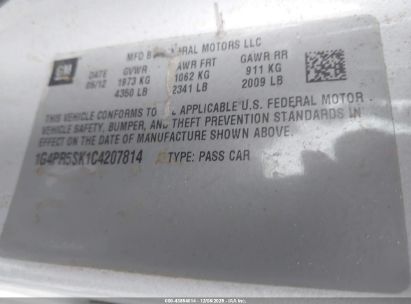 MFD BY GENERAL MOTORS LLC
GM
DATE GVWR GAWR FRT GAWR RR
05/12 1973 KG 1062 KG 911 KG
4350 LB 2341 LB 2009 LB
THIS VEHICLE CONFORMS TO ALL APPLICABLE U.S. FEDERAL MOTOR
VEHICLE SAFETY, BUMPER, AND THEFT PREVENTION STANDARDS IN
EFFECT ON THE DATE OF MANUFACTURE SHOWN ABOVE.
1G4PR5SK1C4207814 TYPE: PASS CAR